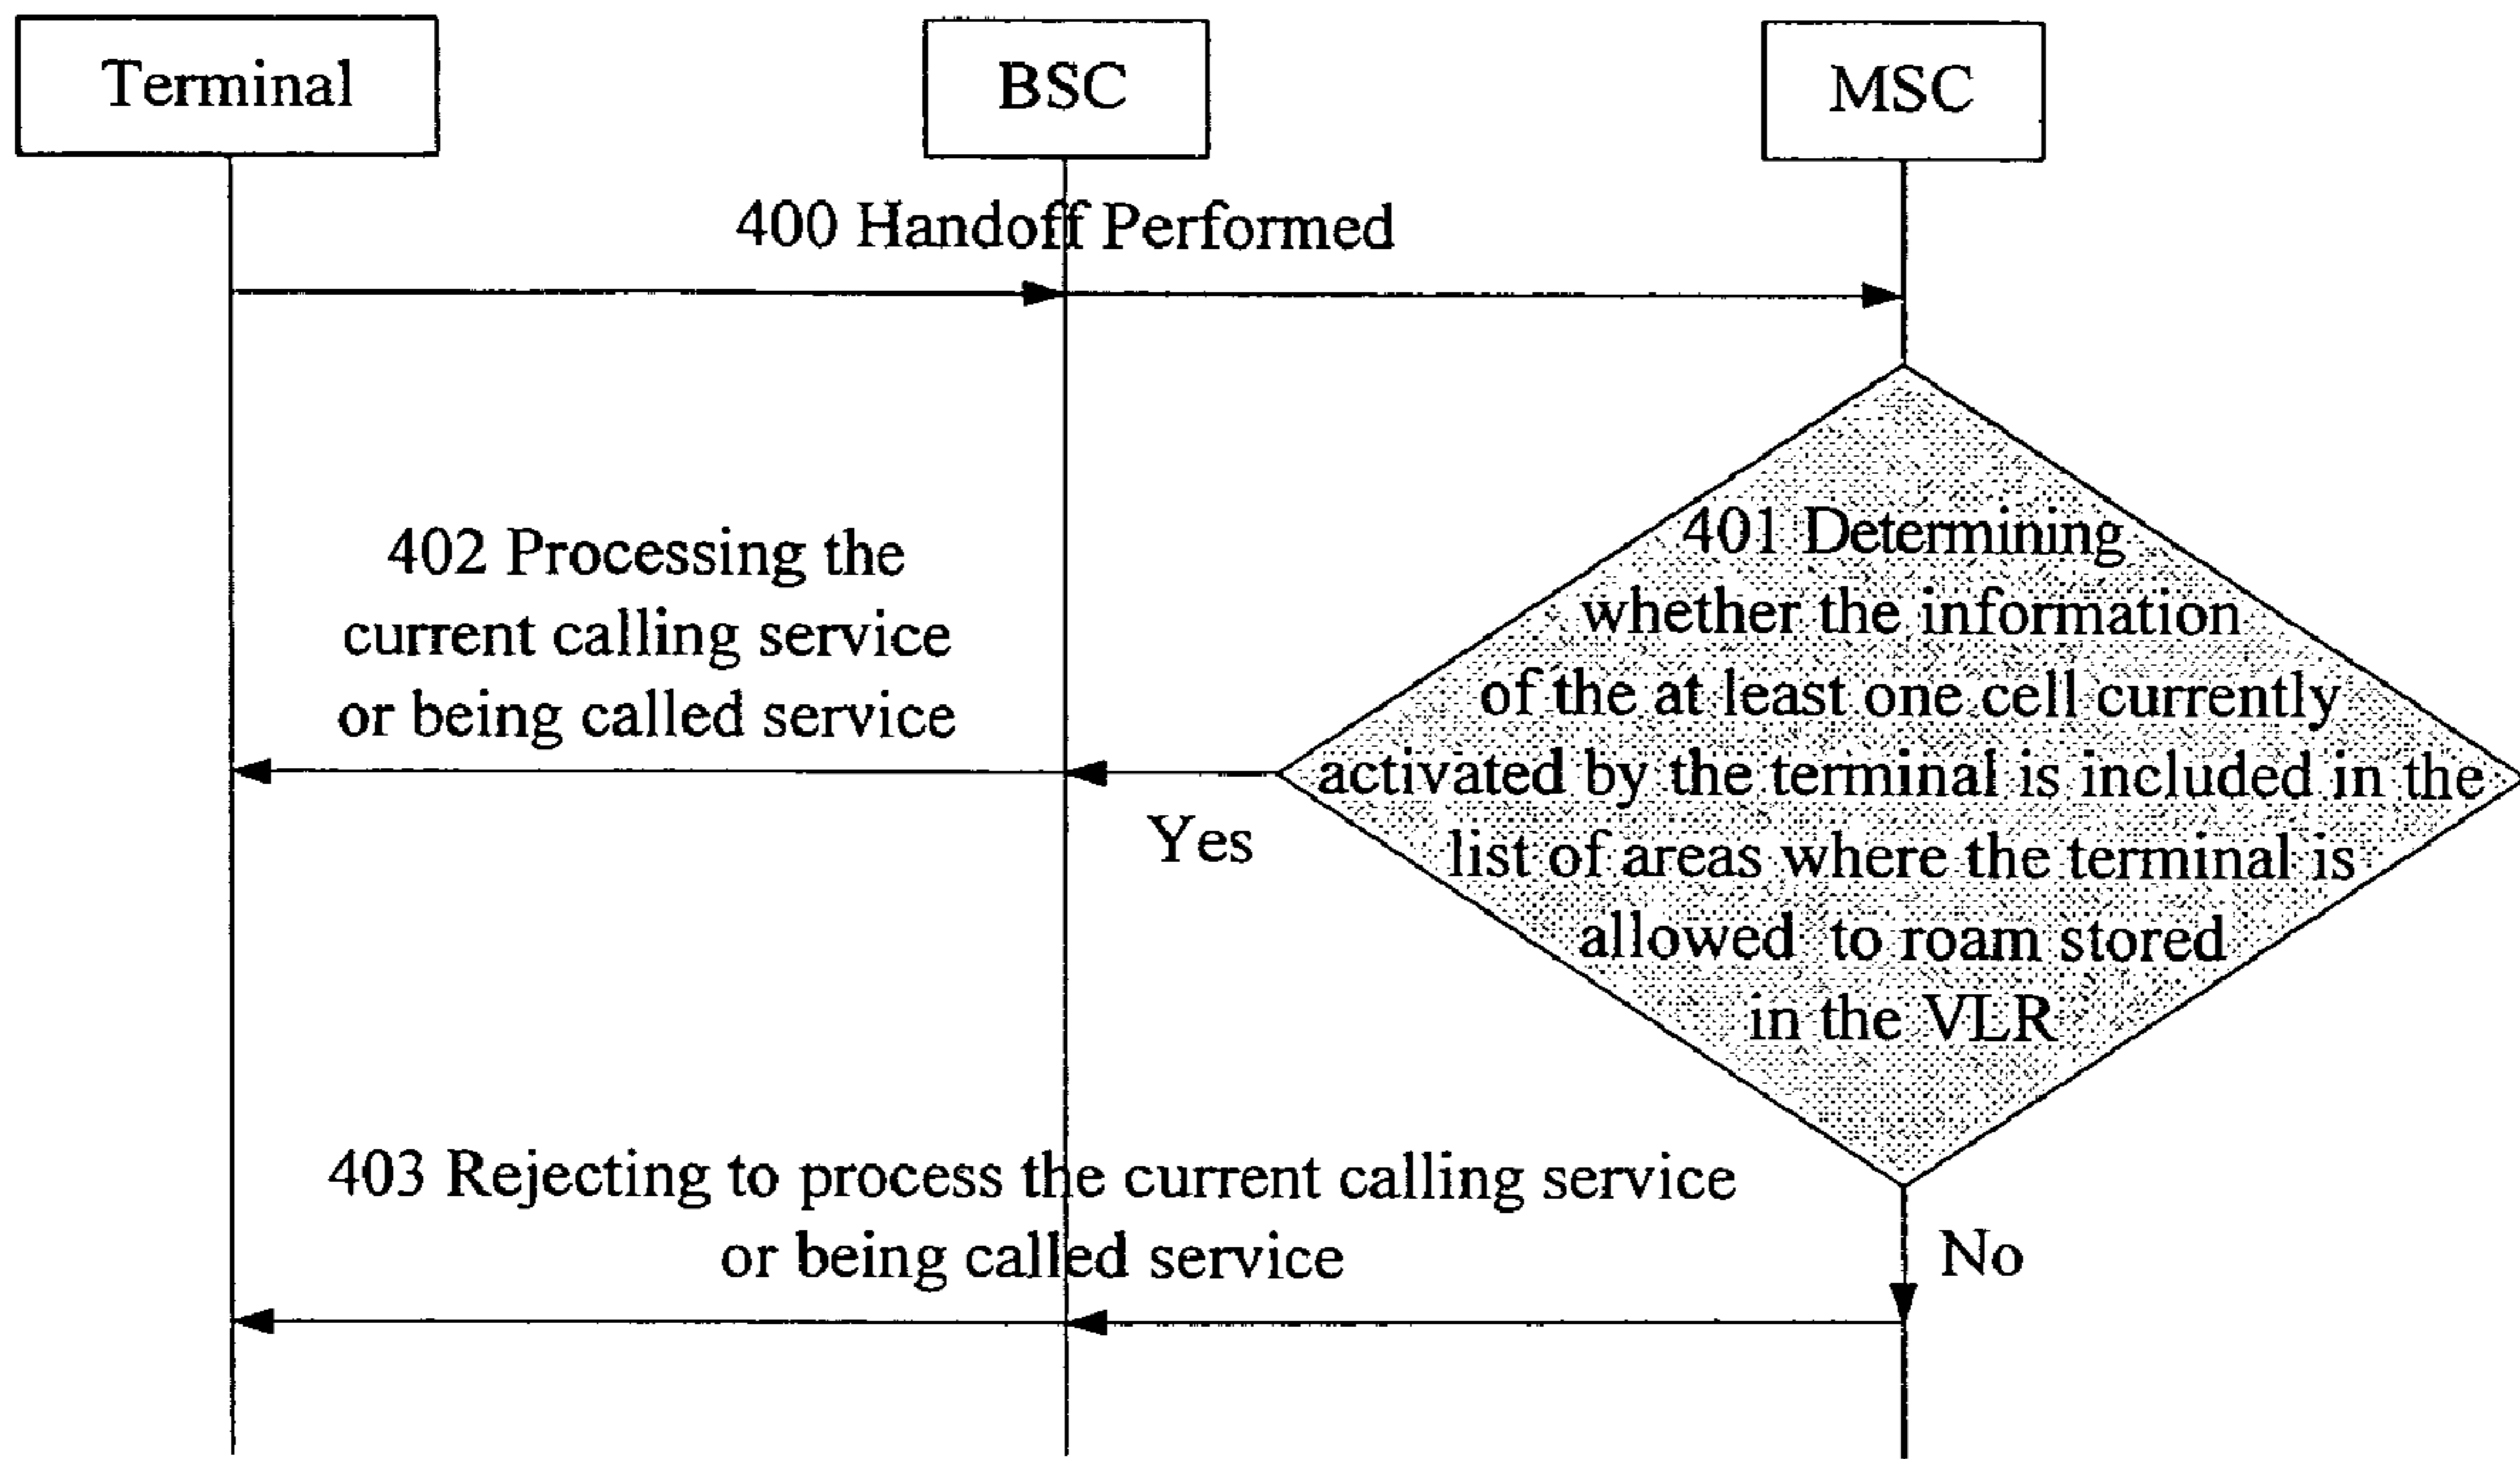 Terminal
BSC
MSC
400 Handoff Performed
401 Determining
whether the information
of the at least one cell currently
activated by the terminal is included in the
list of areas where the terminal is
allowed to roam stored
in the VLR
402 Processing the
current calling service
or being called service
Yes
403 Rejecting to process the current calling service
or being called service
No